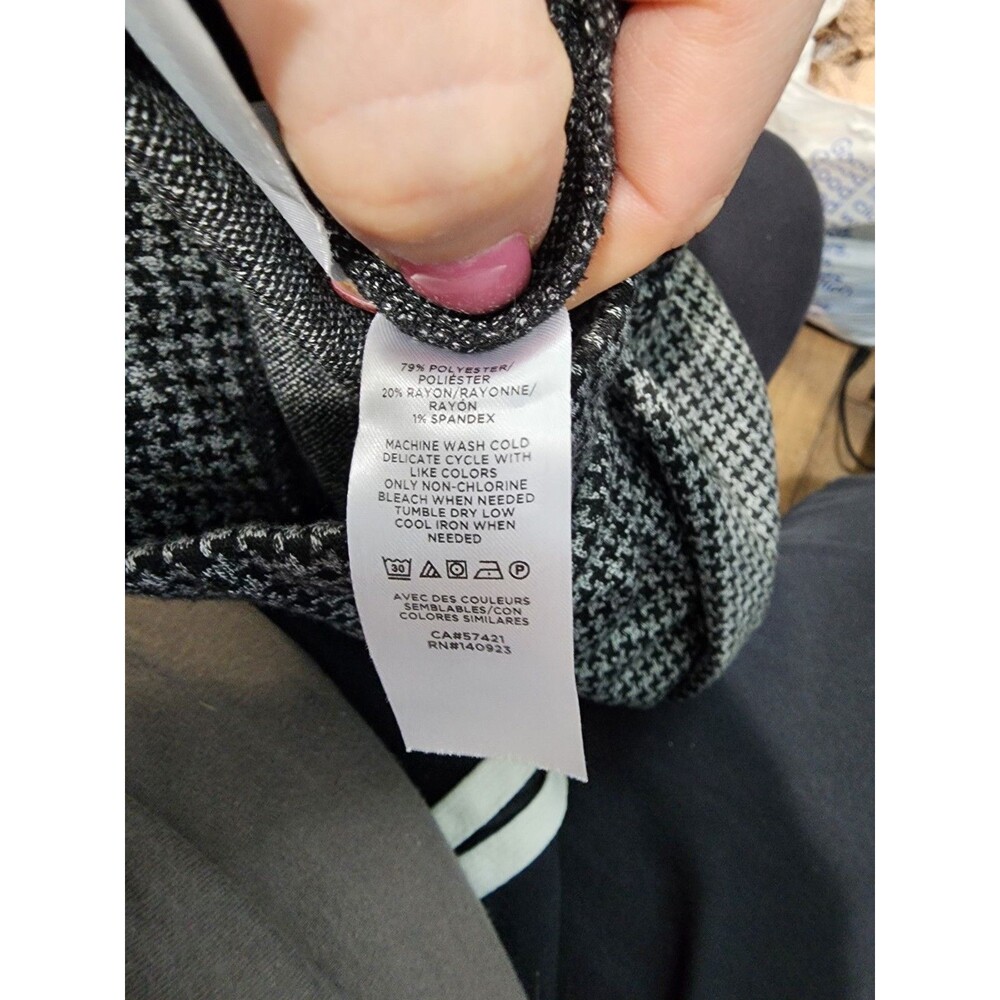 79% POLYESTER/
POLIÉSTER
20% RAYON/RAYONNE/
RAYÓN
1% SPANDEX
MACHINE WASH COLD
DELICATE CYCLE WITH
LIKE COLORS
ONLY NON-CHLORINE
BLEACH WHEN NEEDED
TUMBLE DRY LOW
COOL IRON WHEN
NEEDED
30 P
AVEC DES COULEURS
SEMBLABLES/CON
COLORES SIMILARES
CA#57421
RN#140923